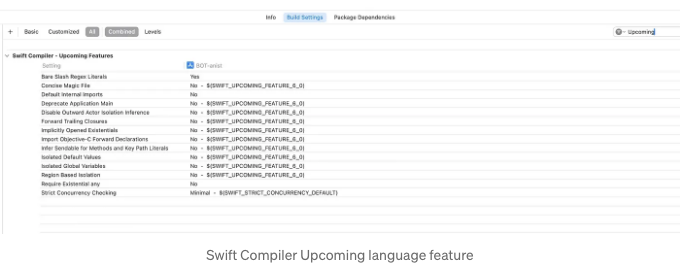 Info Build Settings Package Dependencies
+ Basic Customized All Combined Levels Upcoming
Swift Compiler - Upcoming Features
Setting BOT-anist
Bare Slash Regex Literals Yes
Concise Magic File No - $(SWIFT_UPCOMING_FEATURE_6_0)
Default Internal Imports No
Deprecate Application Main No - $(SWIFT_UPCOMING_FEATURE_6_0)
Disable Outward Actor Isolation Inference No - $(SWIFT_UPCOMING_FEATURE_6_0)
Forward Trailing Closures No - $(SWIFT_UPCOMING_FEATURE_6_0)
Implicitly Opened Existentials No - $(SWIFT_UPCOMING_FEATURE_6_0)
Import Objective-C Forward Declarations No - $(SWIFT_UPCOMING_FEATURE_6_0)
Infer Sendable for Methods and Key Path Literals No - $(SWIFT_UPCOMING_FEATURE_6_0)
Isolated Default Values No - $(SWIFT_UPCOMING_FEATURE_6_0)
Isolated Global Variables No - $(SWIFT_UPCOMING_FEATURE_6_0)
Region Based Isolation No - $(SWIFT_UPCOMING_FEATURE_6_0)
Require Existential any No
Strict Concurrency Checking Minimal - $(SWIFT_STRICT_CONCURRENCY_DEFAULT)
Swift Compiler Upcoming language feature